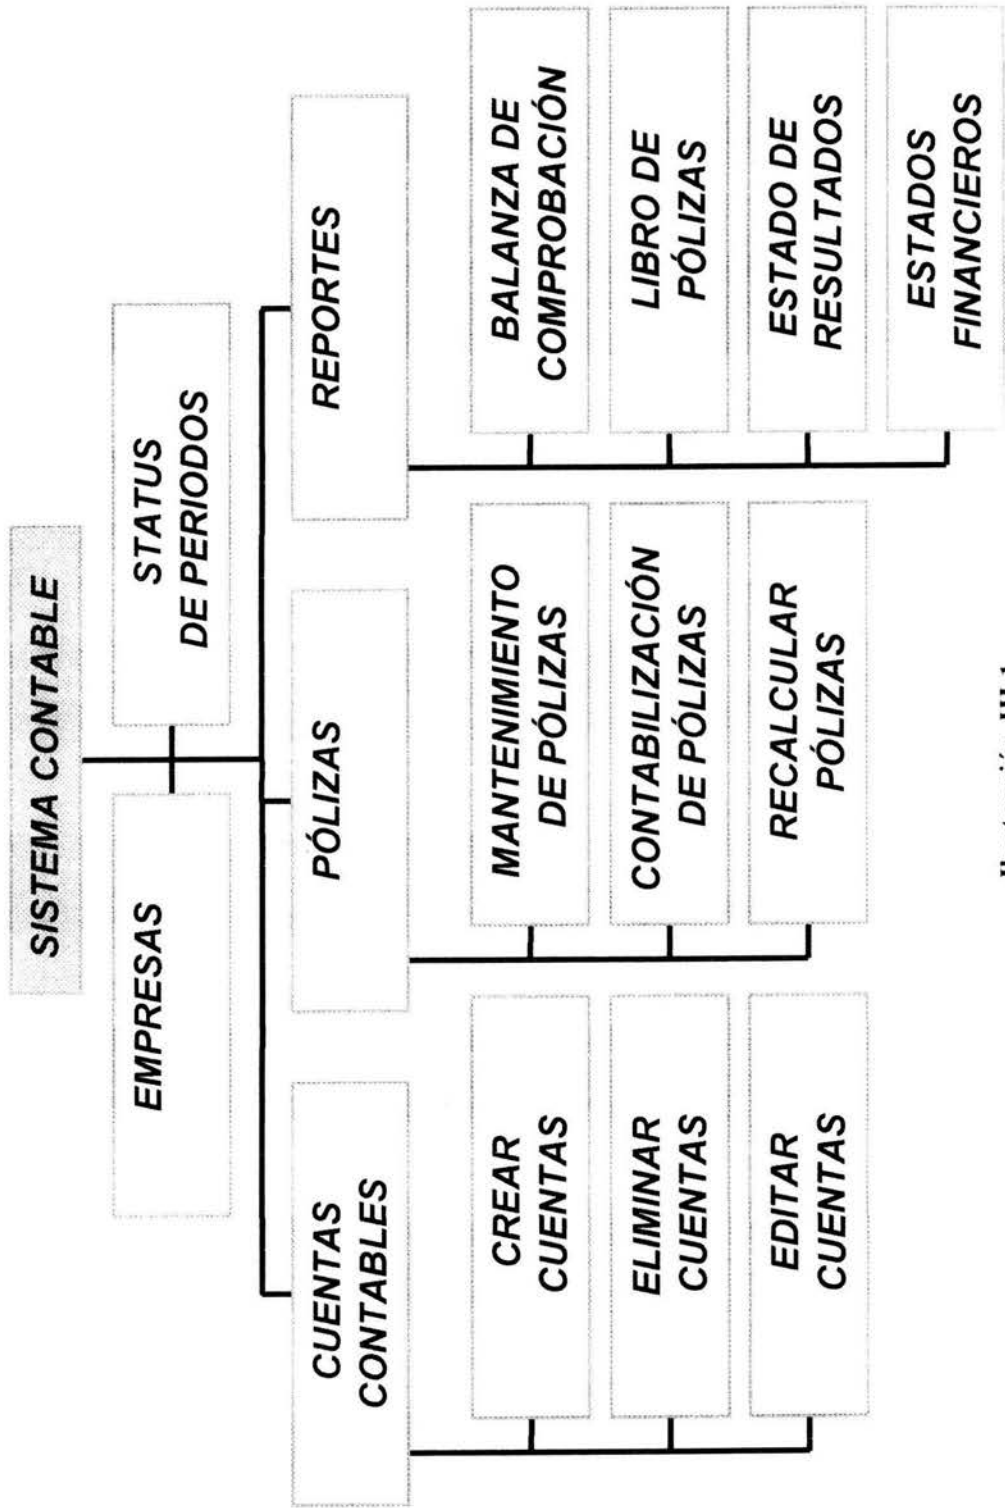 SISTEMA CONTABLE
EMPRESAS
STATUS
DE PERIODOS
CUENTAS
CONTABLES
CREAR
CUENTAS
ELIMINAR
CUENTAS
EDITAR
CUENTAS
PÓLIZAS
MANTENIMIENTO
DE PÓLIZAS
CONTABILIZACIÓN
DE PÓLIZAS
RECALCULAR
PÓLIZAS
REPORTES
BALANZA DE
COMPROBACIÓN
LIBRO DE
PÓLIZAS
ESTADO DE
RESULTADOS
ESTADOS
FINANCIEROS